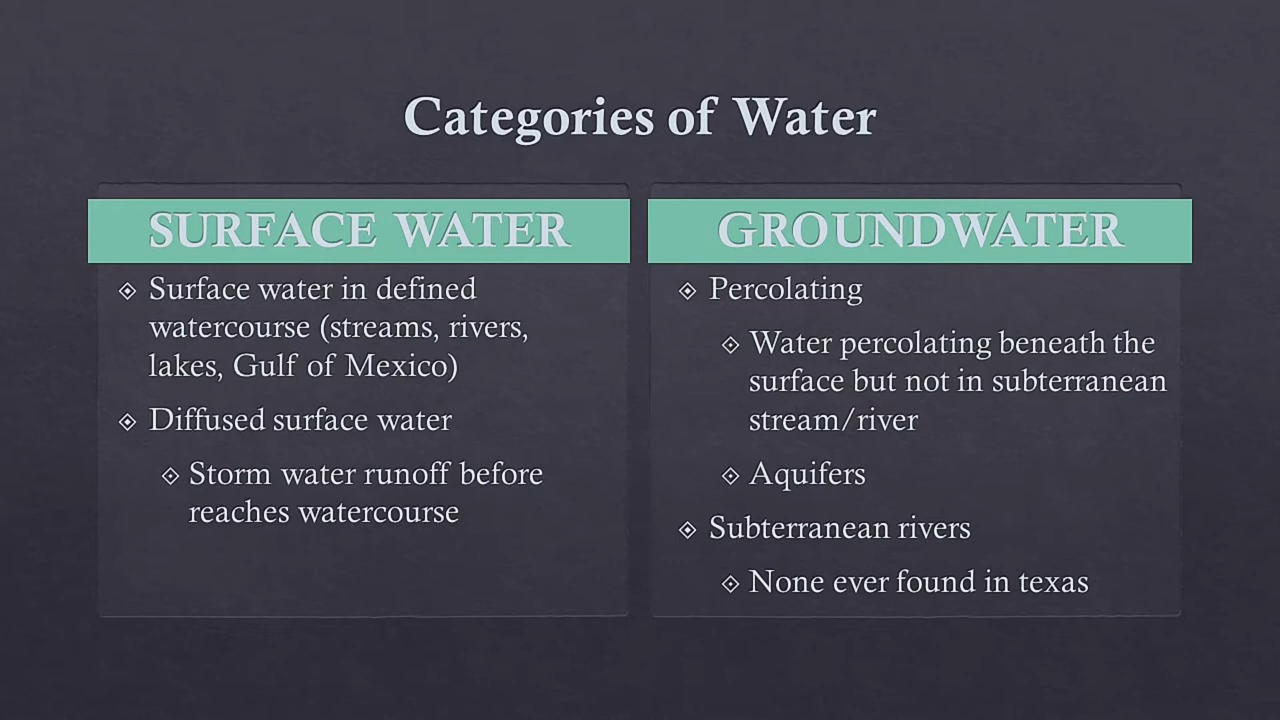 Categories of Water
SURFACE WATER
Surface water in defined
watercourse (streams, rivers,
lakes, Gulf of Mexico)
Diffused surface water
Storm water runoff before
reaches watercourse
GROUNDWATER
Percolating
Water percolating beneath the
surface but not in subterranean
stream/river
Aquifers
Subterranean rivers
None ever found in texas